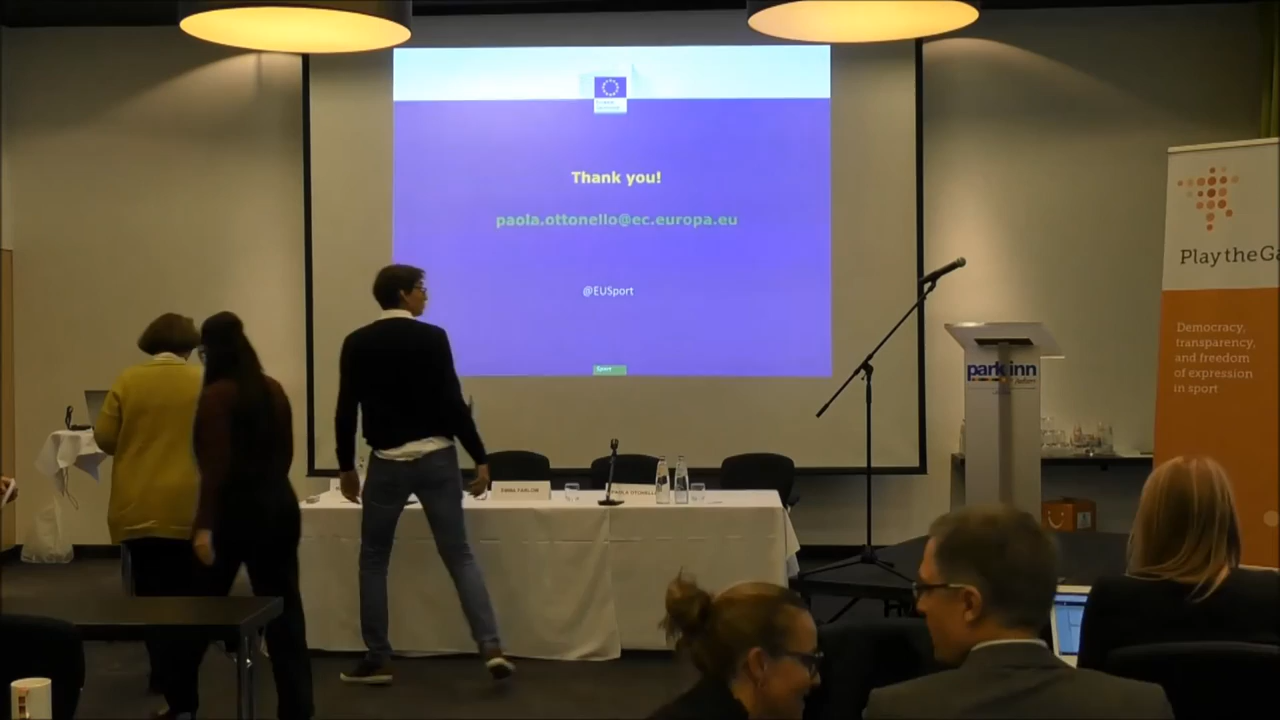 Thank you!
paola.ottonello@ec.europa.eu
@EUSport
Sport
park inn
Play the Ga
Democracy,
transparency,
and freedom
of expression
in sport